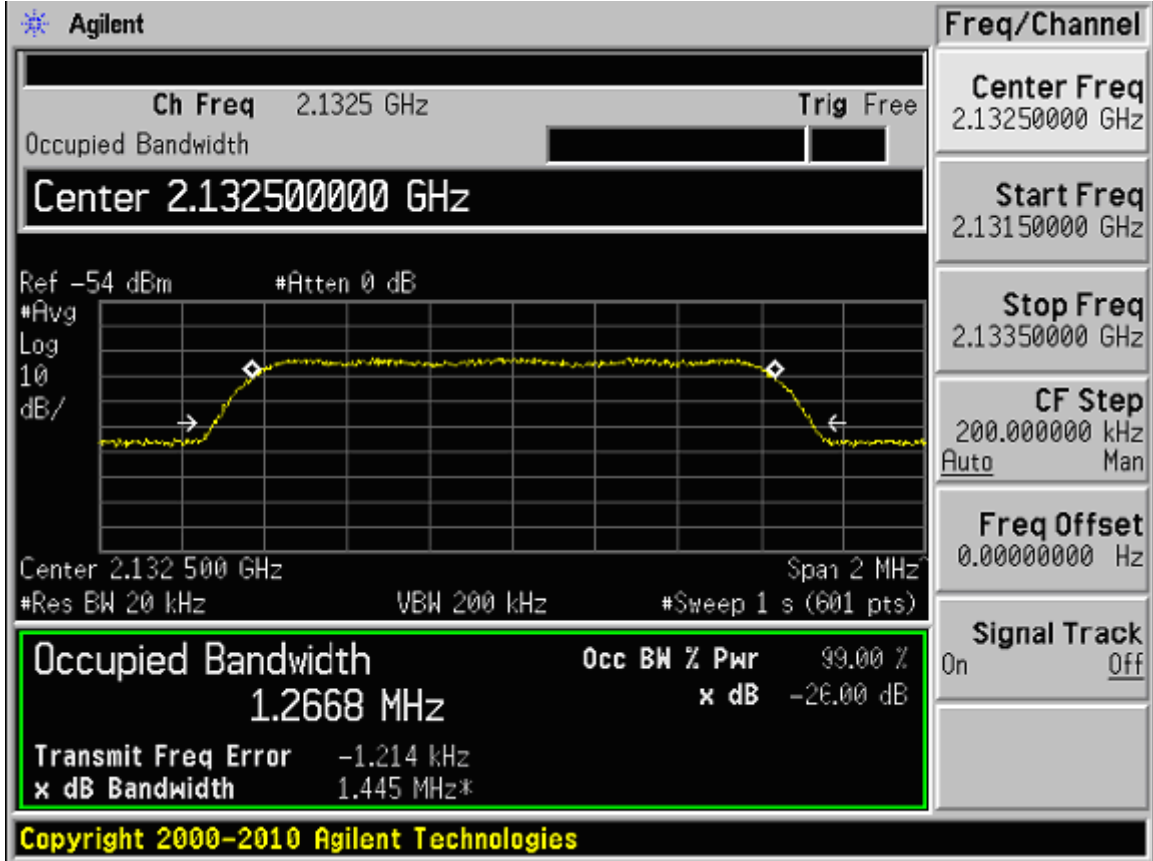 Agilent
Freq/Channel
Ch Freq 2.1325 GHz Trig Free
Occupied Bandwidth
Center 2.132500000 GHz
Ref -54 dBm #Atten 0 dB
#Avg
Log
10
dB/
Center 2.132 500 GHz Span 2 MHz^
#Res BW 20 kHz VBW 200 kHz #Sweep 1 s (601 pts)
Occupied Bandwidth
1.2668 MHz
Occ BW % Pwr 99.00 %
x dB -26.00 dB
Transmit Freq Error -1.214 kHz
x dB Bandwidth 1.445 MHz*
Copyright 2000-2010 Agilent Technologies
Center Freq
2.13250000 GHz
Start Freq
2.13150000 GHz
Stop Freq
2.13350000 GHz
CF Step
200.000000 kHz
Auto Man
Freq Offset
0.00000000 Hz
Signal Track
On Off